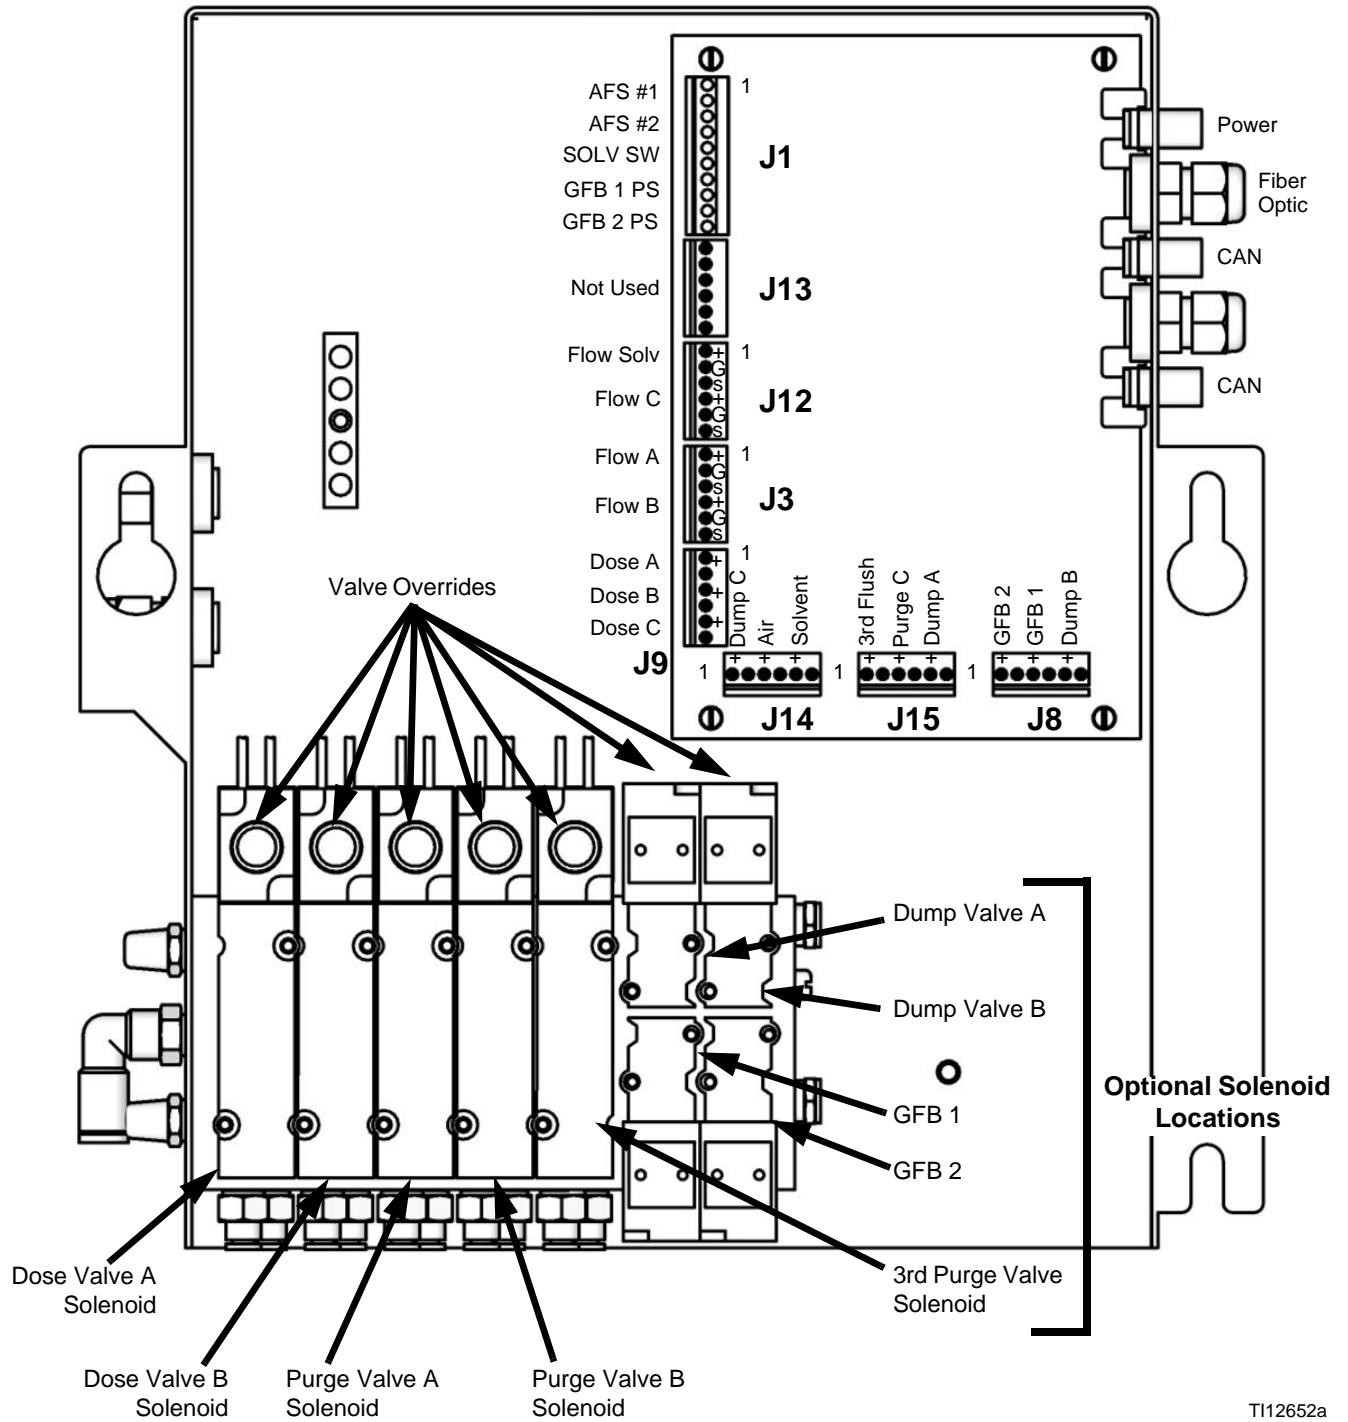 AFS #1
1
AFS #2
SOLV SW
J1
GFB 1 PS
GFB 2 PS
Power
Fiber
Optic
CAN
CAN
Not Used
J13
Flow Solv
+
1
G
s
Flow C
+
J12
G
s
Flow A
+
1
G
s
J3
Flow B
+
G
s
Dose A
+
1
Dose B
+
Dose C
+
J9
Dump C
Air
Solvent
3rd Flush
Purge C
Dump A
GFB 2
GFB 1
Dump B
1
+
+
+
1
+
+
+
1
+
+
+
J14
J15
J8
Valve Overrides
Dump Valve A
Dump Valve B
GFB 1
GFB 2
Optional Solenoid
Locations
3rd Purge Valve
Solenoid
Dose Valve A
Solenoid
Dose Valve B
Solenoid
Purge Valve A
Solenoid
Purge Valve B
Solenoid
TI12652a